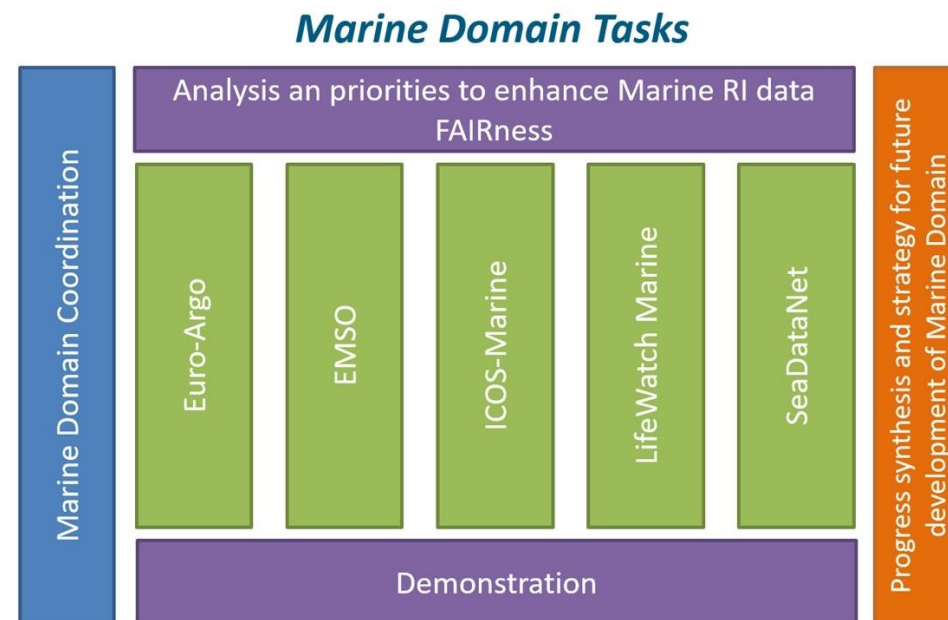 Marine Domain Tasks
Marine Domain Coordination
Analysis an priorities to enhance Marine RI data
FAIRness
Euro-Argo
EMSO
ICOS-Marine
LifeWatch Marine
SeaDataNet
Demonstration
Progress synthesis and strategy for future
development of Marine Domain